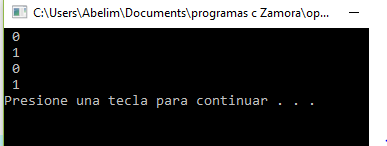 C:\Users\Abelim\Documents\programas c Zamora\op...
0
1
0
1
Presione una tecla para continuar . . .